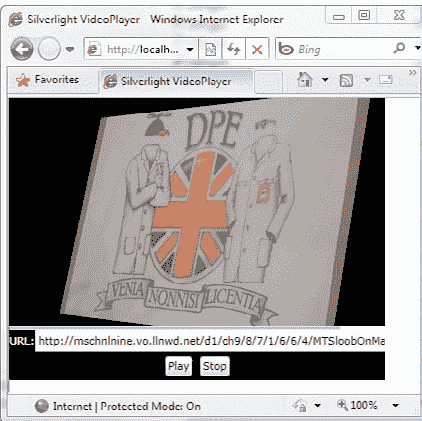 Silverlight VideoPlayer - Windows Internet Explorer
http://localh...
Bing
Favorites
Silverlight VideoPlayer
DPE
VENIA NONNISI LICENTIA
URL: http://mschnlnine.vo.llnwd.net/d1/ch9/8/7/1/6/6/4/MTSloobOnMa
Play Stop
Internet | Protected Mode: On
100%